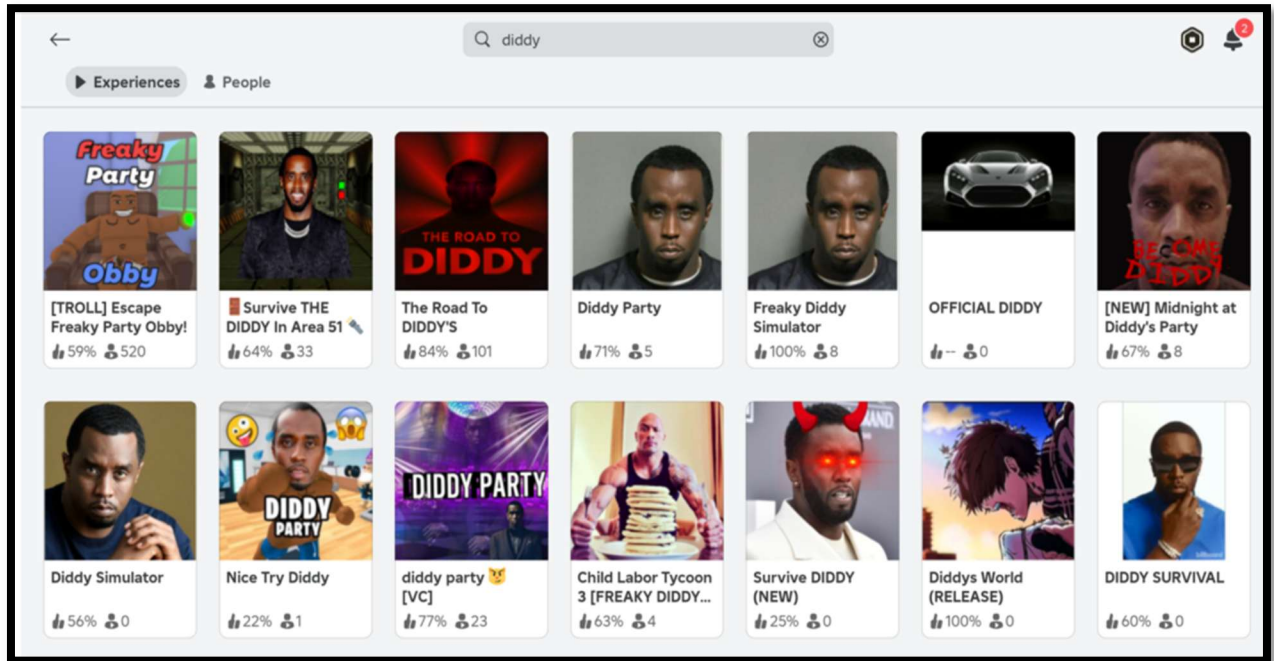 diddy
2
Experiences
People
Freaky
Party
Obby
THE ROAD TO
DIDDY
BECOME
DIDDY
[TROLL] Escape
Freaky Party Obby!
59% 520
Survive THE
DIDDY In Area 51
64% 33
The Road To
DIDDY'S
84% 101
Diddy Party
71% 5
Freaky Diddy
Simulator
100% 8
OFFICIAL DIDDY
-- 0
[NEW] Midnight at
Diddy's Party
67% 8
DIDDY
PARTY
DIDDY PARTY
AND
billboard
Diddy Simulator
56% 0
Nice Try Diddy
22% 1
diddy party 😼
[VC]
77% 23
Child Labor Tycoon
3 [FREAKY DIDDY...
63% 4
Survive DIDDY
(NEW)
25% 0
Diddys World
(RELEASE)
100% 0
DIDDY SURVIVAL
60% 0